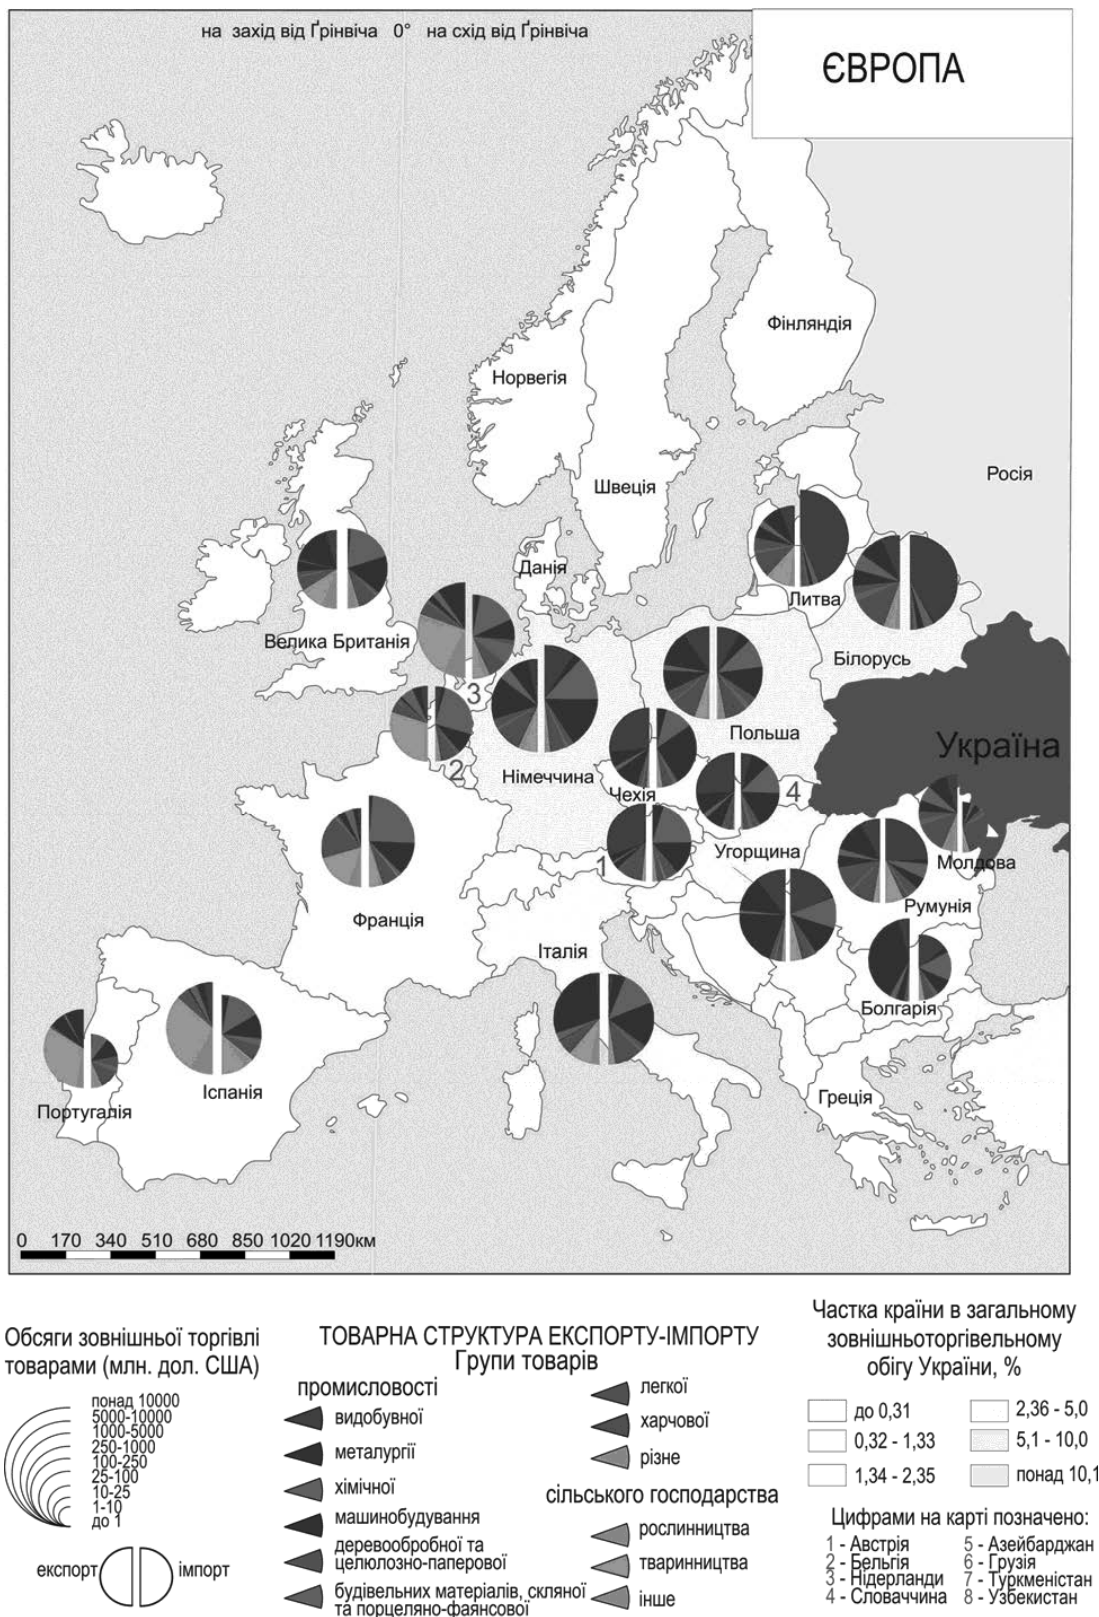 на захід від Ґрінвіча 0° на схід від Ґрінвіча
ЄВРОПА
Фінляндія
Норвегія
Росія
Швеція
Данія
Литва
Велика Британія
Білорусь
3
Польша
Україна
2
Німеччина
Чехія
4
Угорщина
Молдова
1
Румунія
Франція
Італія
Болгарія
Іспанія
Португалія
Греція
0 170 340 510 680 850 1020 1190км
Обсяги зовнішньої торгівлі
товарами (млн. дол. США)
понад 10000
5000-10000
1000-5000
250-1000
100-250
25-100
10-25
1-10
до 1
експорт
імпорт
ТОВАРНА СТРУКТУРА ЕКСПОРТУ-ІМПОРТУ
Групи товарів
промисловості
видобувної
металургії
хімічної
машинобудування
деревообробної та
целюлозно-паперової
будівельних матеріалів, скляної
та порцеляно-фаянсової
легкої
харчової
різне
сільського господарства
рослинництва
тваринництва
інше
Частка країни в загальному
зовнішньоторгівельному
обігу України, %
до 0,31
0,32 - 1,33
1,34 - 2,35
2,36 - 5,0
5,1 - 10,0
понад 10,1
Цифрами на карті позначено:
1 - Австрія
2 - Бельгія
3 - Нідерланди
4 - Словаччина
5 - Азейбарджан
6 - Грузія
7 - Туркменістан
8 - Узбекистан